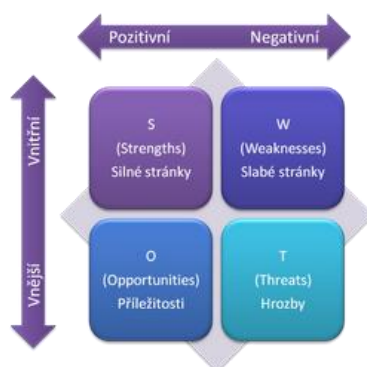 Pozitivní Negativní
Vnitřní
S
(Strengths)
Silné stránky
W
(Weaknesses)
Slabé stránky
Vnější
O
(Opportunities)
Příležitosti
T
(Threats)
Hrozby